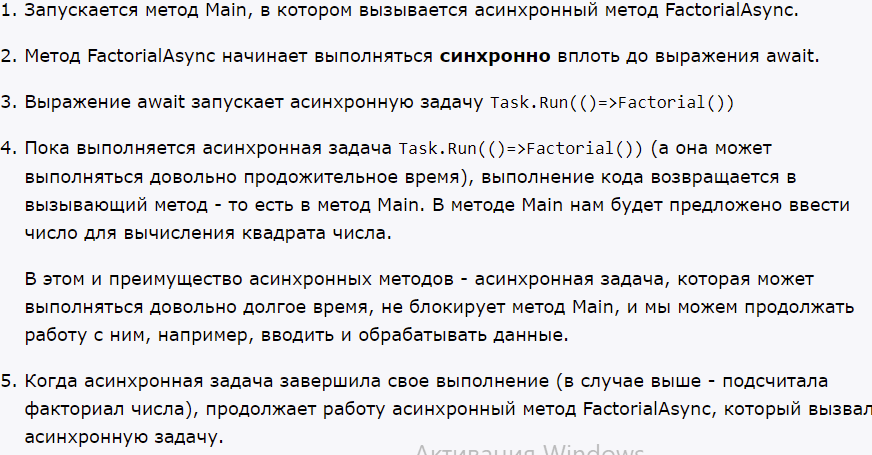 1. Запускается метод Main, в котором вызывается асинхронный метод FactorialAsync.
2. Метод FactorialAsync начинает выполняться синхронно вплоть до выражения await.
3. Выражение await запускает асинхронную задачу Task.Run(()=>Factorial())
4. Пока выполняется асинхронная задача Task.Run(()=>Factorial()) (а она может
выполняться довольно продожительное время), выполнение кода возвращается в
вызывающий метод - то есть в метод Main. В методе Main нам будет предложено ввести
число для вычисления квадрата числа.
В этом и преимущество асинхронных методов - асинхронная задача, которая может
выполняться довольно долгое время, не блокирует метод Main, и мы можем продолжать
работу с ним, например, вводить и обрабатывать данные.
5. Когда асинхронная задача завершила свое выполнение (в случае выше - подсчитала
факториал числа), продолжает работу асинхронный метод FactorialAsync, который вызвал
асинхронную задачу.
Активация Windows